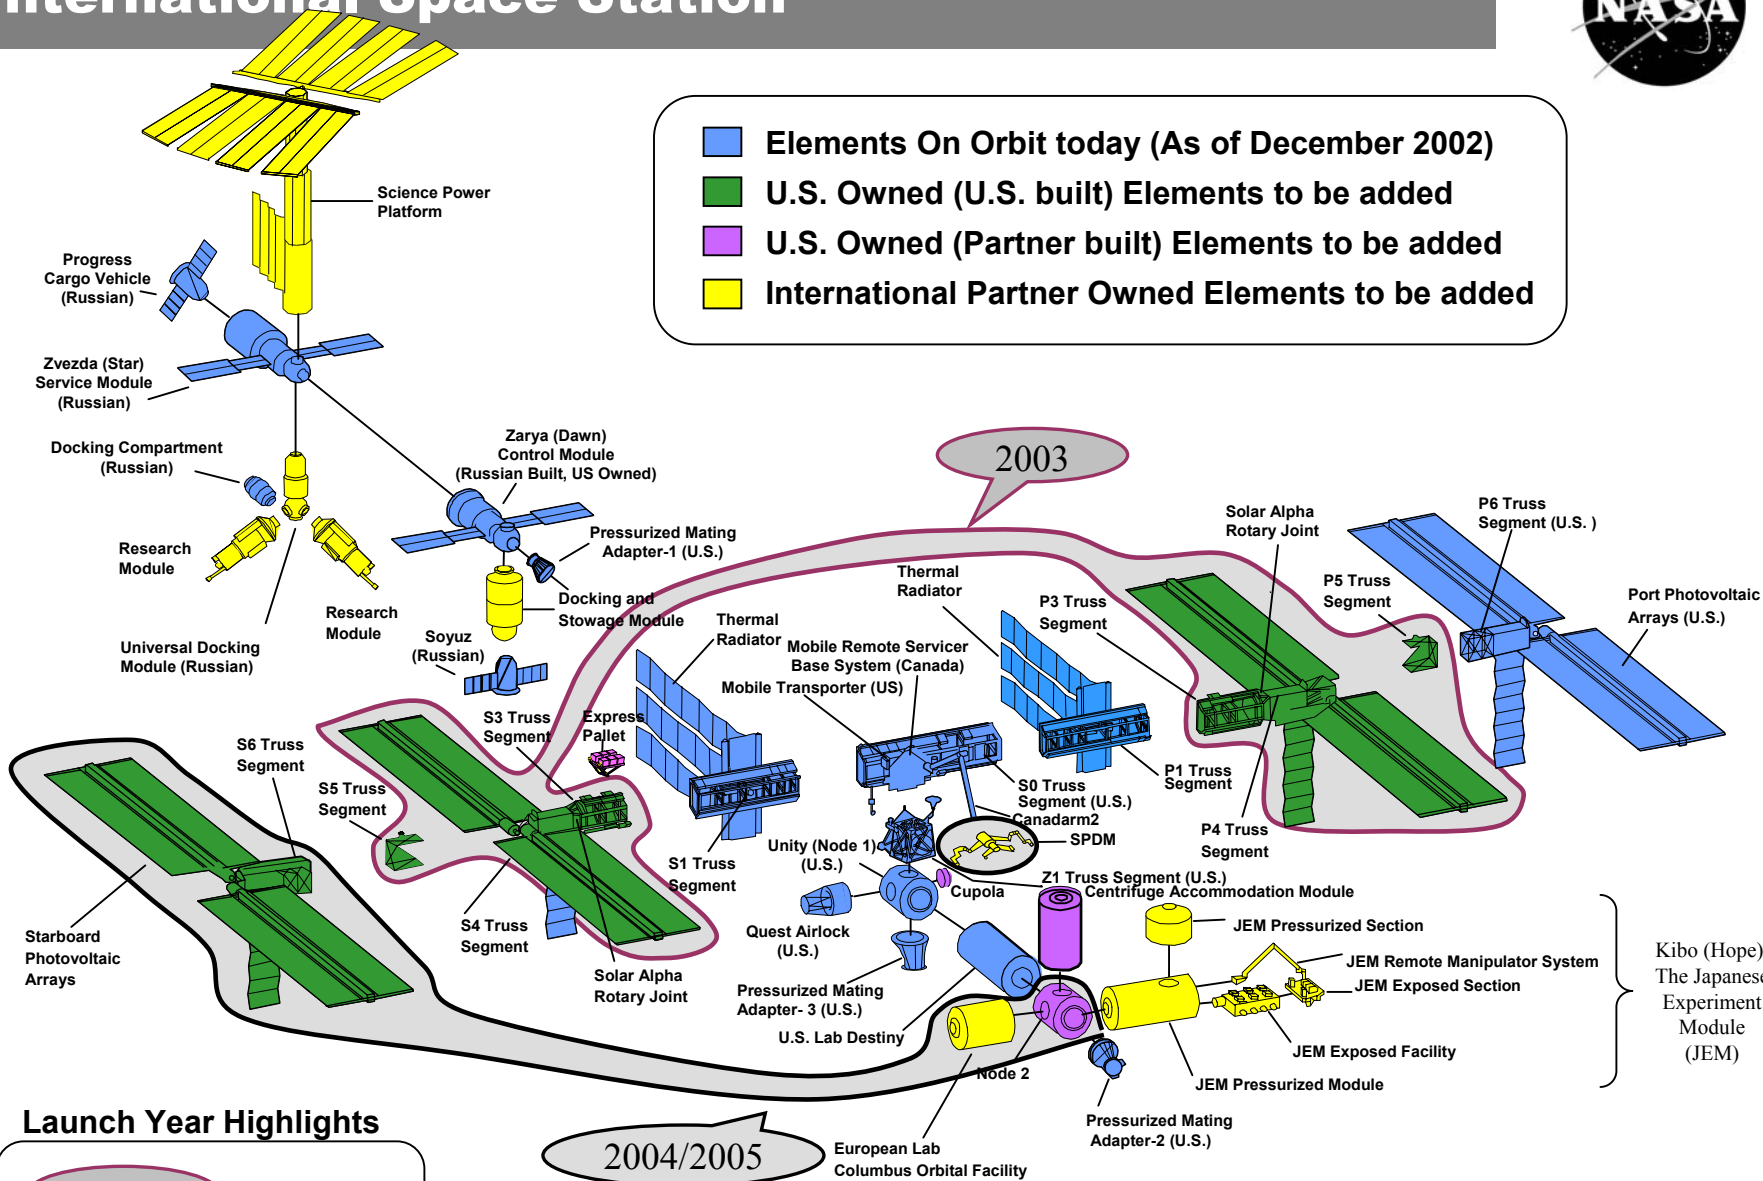 International Space Station
NASA
Elements On Orbit today (As of December 2002)
U.S. Owned (U.S. built) Elements to be added
U.S. Owned (Partner built) Elements to be added
International Partner Owned Elements to be added
Science Power
Platform
Progress
Cargo Vehicle
(Russian)
Zvezda (Star)
Service Module
(Russian)
Docking Compartment
(Russian)
Zarya (Dawn)
Control Module
(Russian Built, US Owned)
Pressurized Mating
Adapter-1 (U.S.)
Research
Module
Research
Module
Universal Docking
Module (Russian)
Docking and
Stowage Module
Soyuz
(Russian)
2003
Thermal
Radiator
Thermal
Radiator
Mobile Remote Servicer
Base System (Canada)
Mobile Transporter (US)
P3 Truss
Segment
Solar Alpha
Rotary Joint
P5 Truss
Segment
P6 Truss
Segment (U.S. )
Port Photovoltaic
Arrays (U.S.)
S3 Truss
Segment
Express
Pallet
S6 Truss
Segment
S5 Truss
Segment
S0 Truss
Segment (U.S.)
Canadarm2
P1 Truss
Segment
P4 Truss
Segment
SPDM
Unity (Node 1)
(U.S.)
S1 Truss
Segment
Z1 Truss Segment (U.S.)
Cupola
Centrifuge Accommodation Module
S4 Truss
Segment
Quest Airlock
(U.S.)
Starboard
Photovoltaic
Arrays
Solar Alpha
Rotary Joint
Pressurized Mating
Adapter- 3 (U.S.)
U.S. Lab Destiny
JEM Pressurized Section
JEM Remote Manipulator System
JEM Exposed Section
JEM Exposed Facility
JEM Pressurized Module
Kibo (Hope)
The Japanese
Experiment
Module
(JEM)
Node 2
Pressurized Mating
Adapter-2 (U.S.)
European Lab
Columbus Orbital Facility
2004/2005
Launch Year Highlights